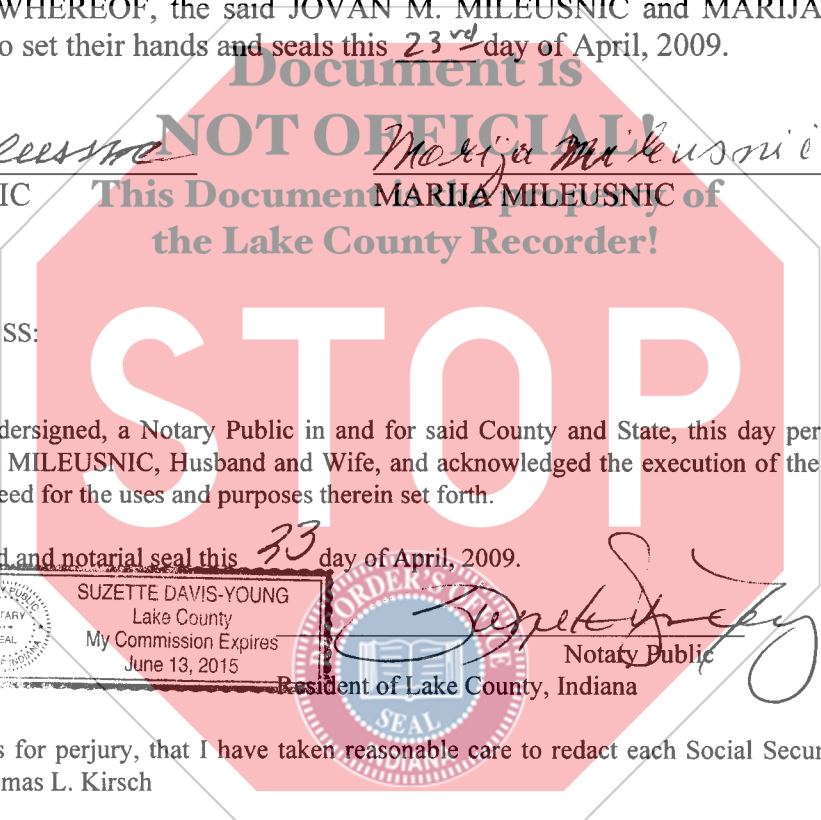 WHEREOF, the said JOVAN M. MILEUSNIC and MARIJA
o set their hands and seals this 23rd day of April, 2009.
Document is
NOT OFFICIAL!
Marija Mileusnic
IC
MARIJA MILEUSNIC
This Document is the property of
the Lake County Recorder!
STOP
SS:
dersigned, a Notary Public in and for said County and State, this day per
MILEUSNIC, Husband and Wife, and acknowledged the execution of the
eed for the uses and purposes therein set forth.
d and notarial seal this 23 day of April, 2009.
SUZETTE DAVIS-YOUNG
Lake County
My Commission Expires
June 13, 2015
Notary Public
Resident of Lake County, Indiana
SEAL
INDIANA
s for perjury, that I have taken reasonable care to redact each Social Secur
mas L. Kirsch